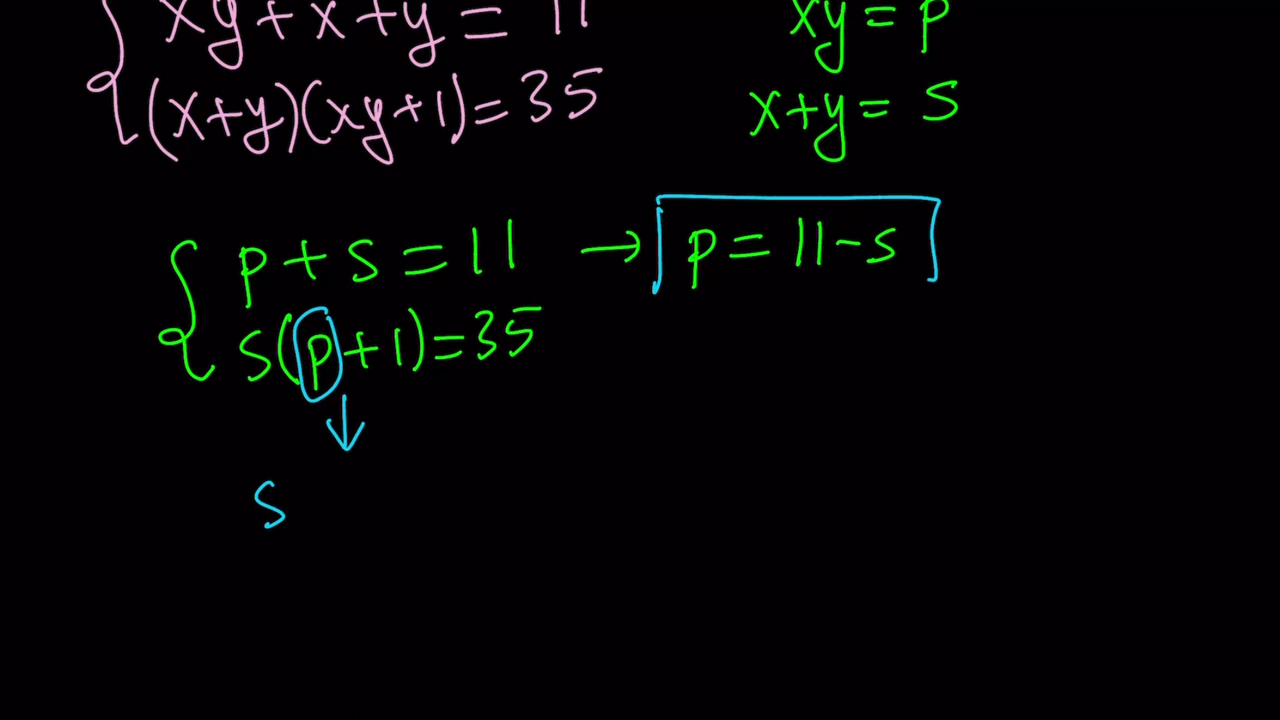 xy+x+y=11
(x+y)(xy+1)=35
xy=p
x+y=s
p+s=11 → p=11-s
s(p+1)=35
↓
s